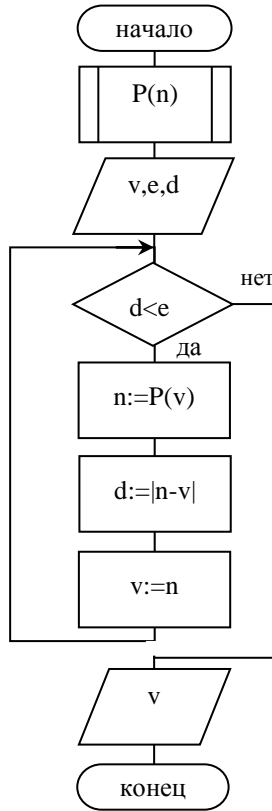 начало
P(n)
v,e,d
d<e
нет
да
n:=P(v)
d:=|n-v|
v:=n
v
конец